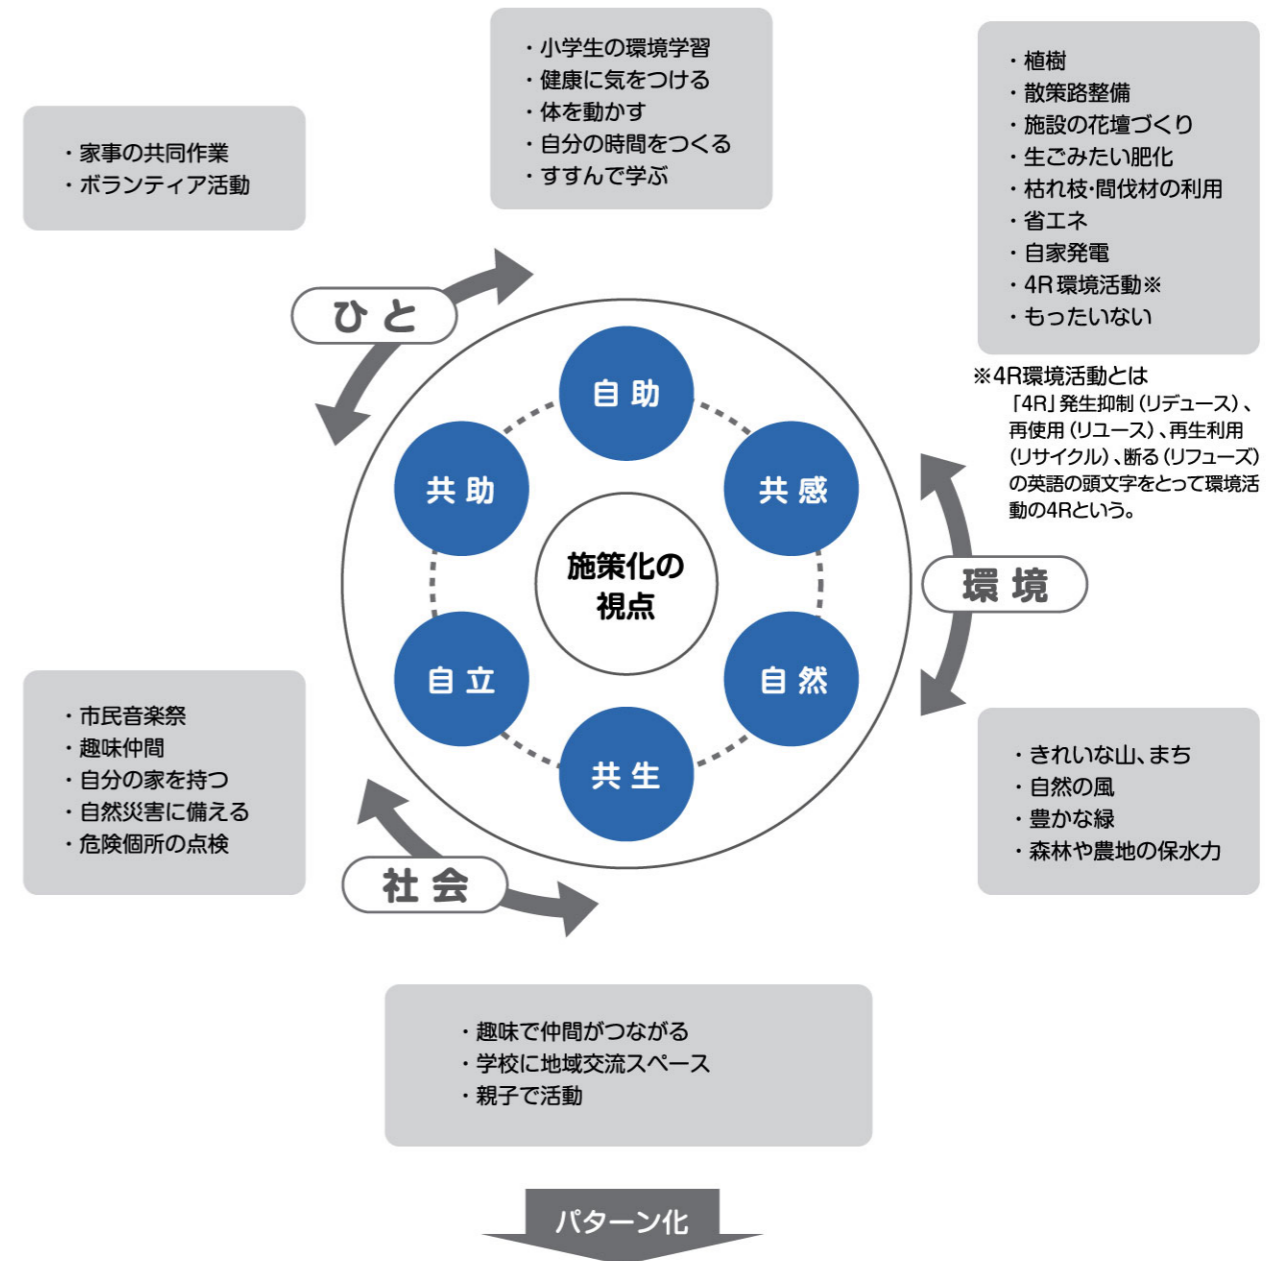 ・小学生の環境学習
・健康に気をつける
・体を動かす
・自分の時間をつくる
・すすんで学ぶ
・家事の共同作業
・ボランティア活動
・植樹
・散策路整備
・施設の花壇づくり
・生ごみたい肥化
・枯れ枝・間伐材の利用
・省エネ
・自家発電
・4R環境活動※
・もったいない
※4R環境活動とは
「4R」発生抑制(リデュース)、
再使用(リユース)、再生利用
(リサイクル)、断る(リフューズ)
の英語の頭文字をとって環境活
動の4Rという。
ひと
自助
共助
共感
施策化の
視点
環境
自立
自然
共生
社会
・市民音楽祭
・趣味仲間
・自分の家を持つ
・自然災害に備える
・危険個所の点検
・きれいな山、まち
・自然の風
・豊かな緑
・森林や農地の保水力
・趣味で仲間がつながる
・学校に地域交流スペース
・親子で活動
パターン化